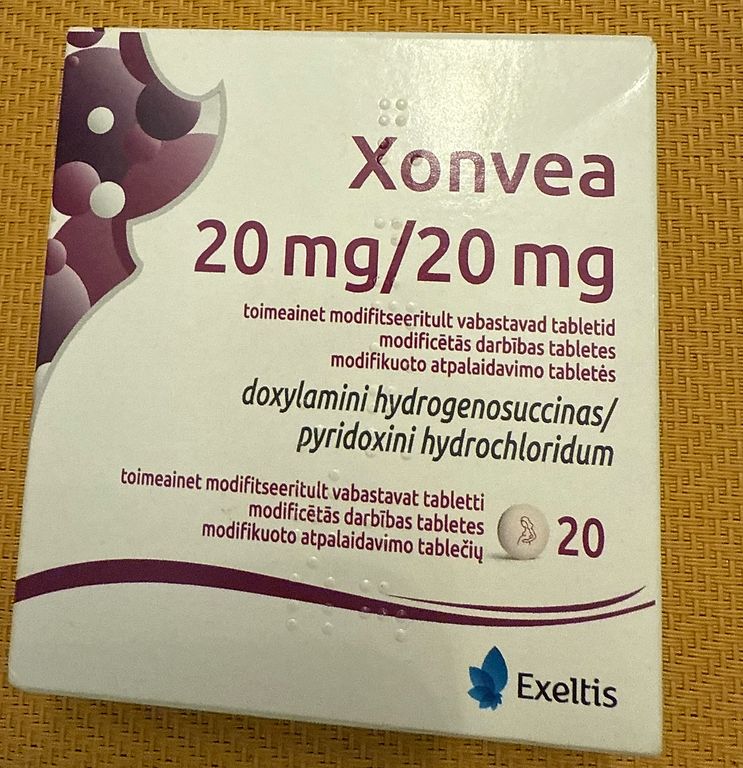 Xonvea
20 mg/20 mg
toimeainet modifitseeritult vabastavad tabletid
modificētās darbības tabletes
modifikuoto atpalaidavimo tabletės
doxylamini hydrogenosuccinas/
pyridoxini hydrochloridum
toimeainet modifitseeritult vabastavat tabletti
modificētās darbības tabletes
modifikuoto atpalaidavimo tablečių
20
Exeltis